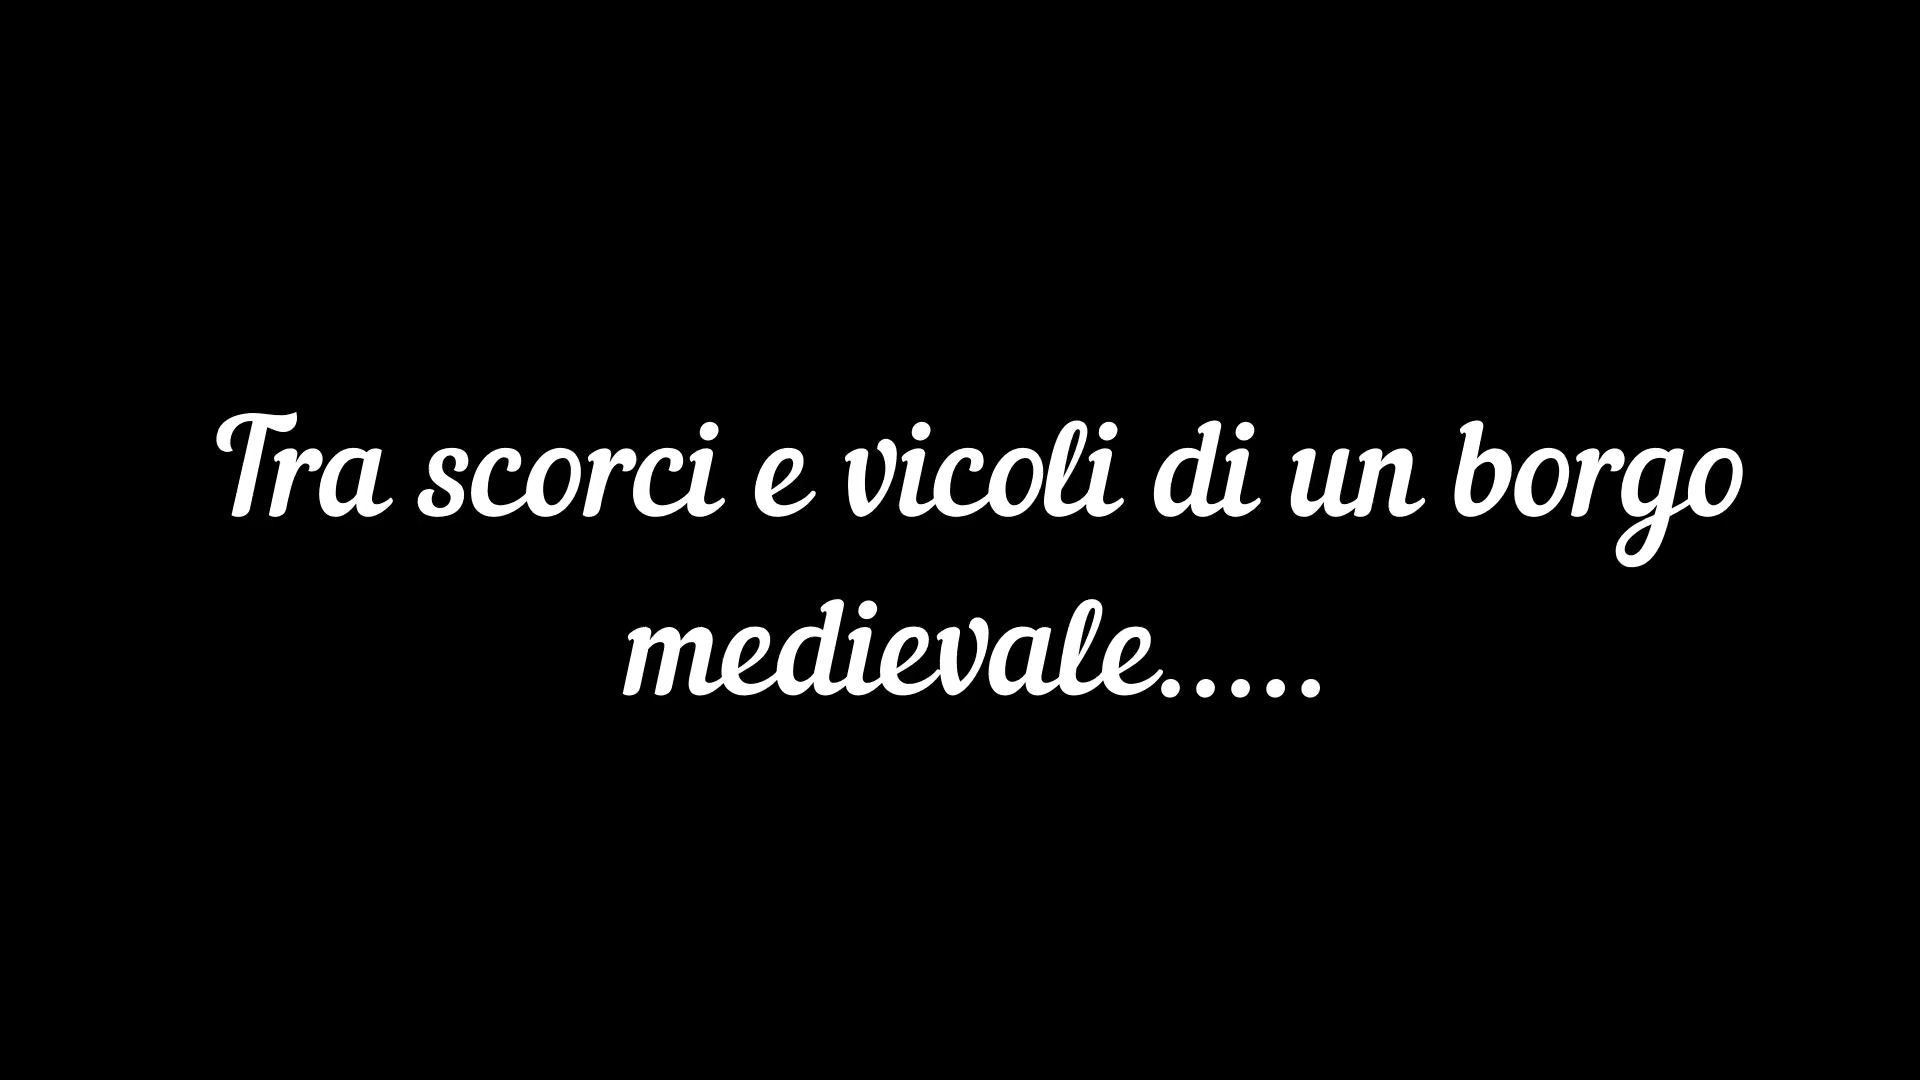 Tra scorci e vicoli di un borgo
medievale.....